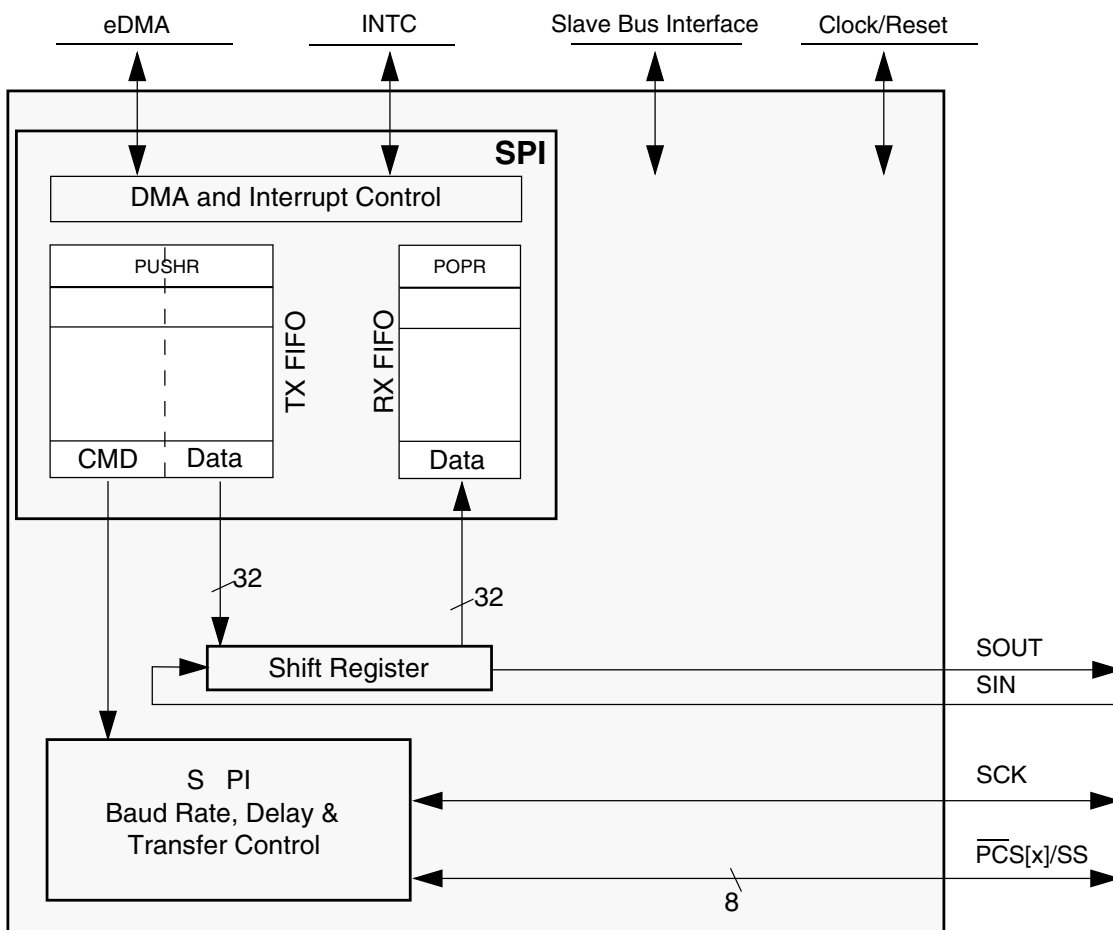 eDMA
INTC
Slave Bus Interface
Clock/Reset
SPI
DMA and Interrupt Control
PUSHR
POPR
TX FIFO
RX FIFO
CMD
Data
Data
32
32
Shift Register
SOUT
SIN
S PI
Baud Rate, Delay &
Transfer Control
SCK
PCS[x]/SS
8